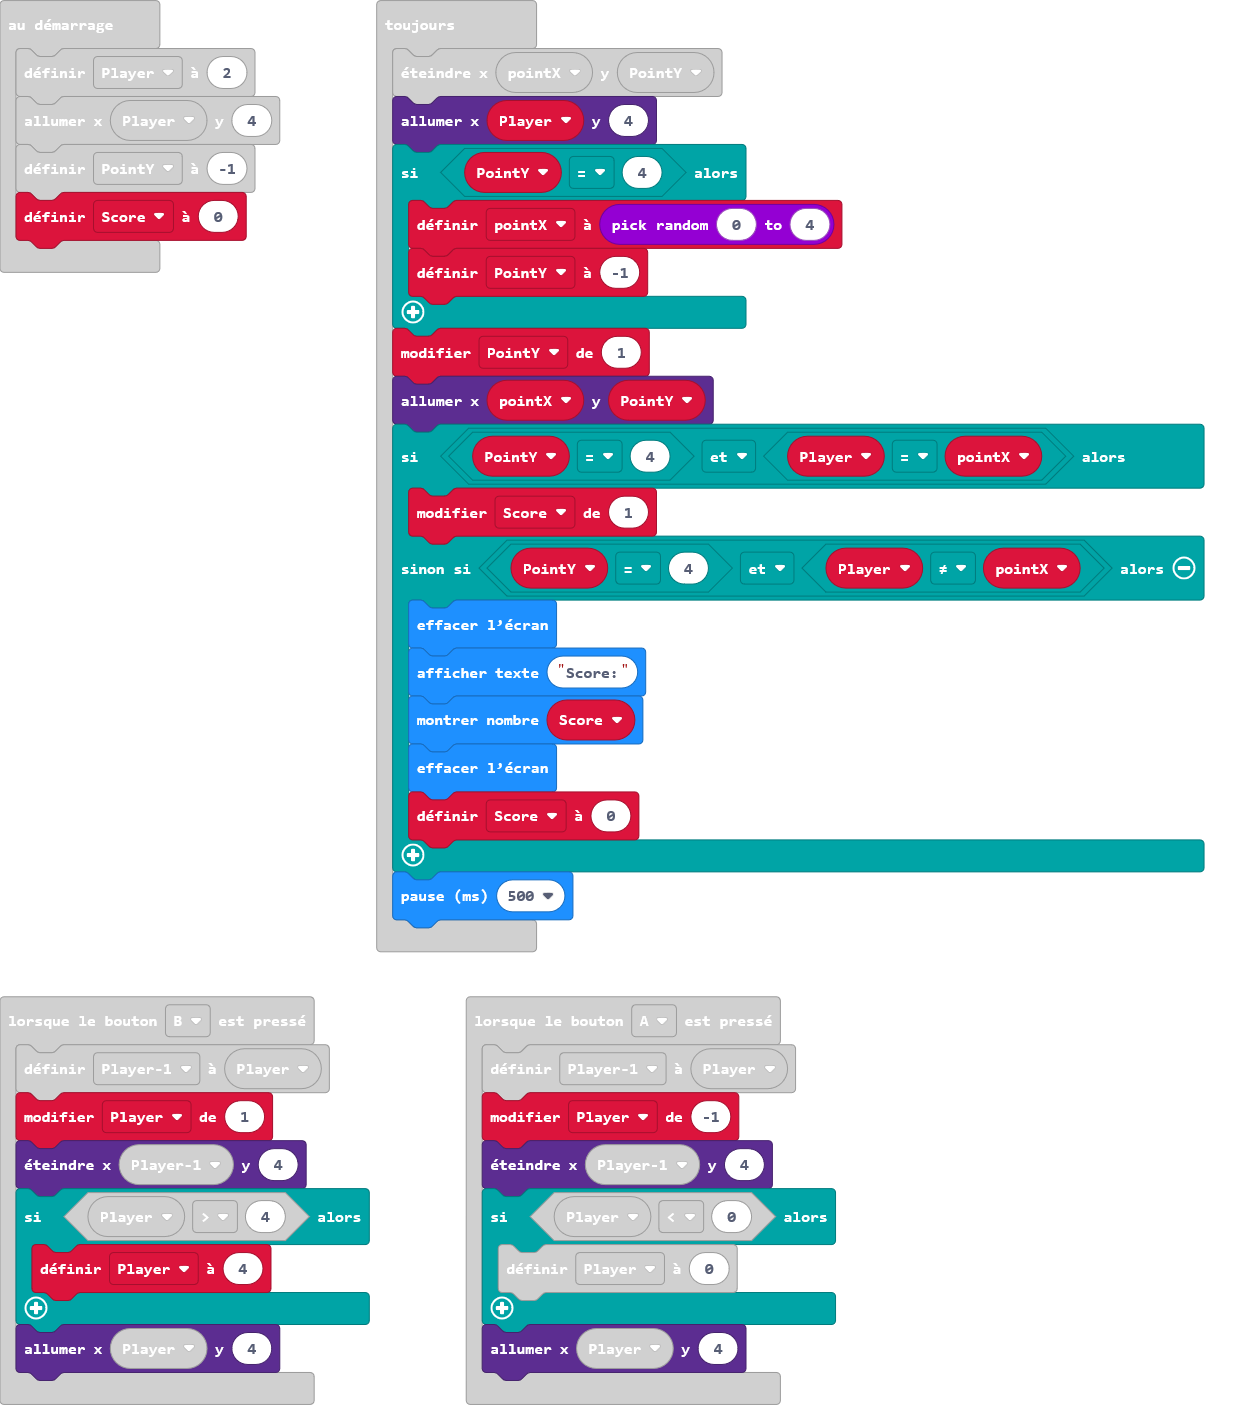 au démarrage
définir Player à 2
allumer x Player y 4
définir PointY à -1
définir Score à 0
toujours
éteindre x pointX y PointY
allumer x Player y 4
si PointY = 4 alors
définir pointX à pick random 0 to 4
définir PointY à -1
modifier PointY de 1
allumer x pointX y PointY
si PointY = 4 et Player = pointX alors
modifier Score de 1
sinon si PointY = 4 et Player ≠ pointX alors
effacer l'écran
afficher texte "Score:"
montrer nombre Score
effacer l'écran
définir Score à 0
pause (ms) 500
lorsque le bouton B est pressé
définir Player-1 à Player
modifier Player de 1
éteindre x Player-1 y 4
si Player > 4 alors
définir Player à 4
allumer x Player y 4
lorsque le bouton A est pressé
définir Player-1 à Player
modifier Player de -1
éteindre x Player-1 y 4
si Player < 0 alors
définir Player à 0
allumer x Player y 4